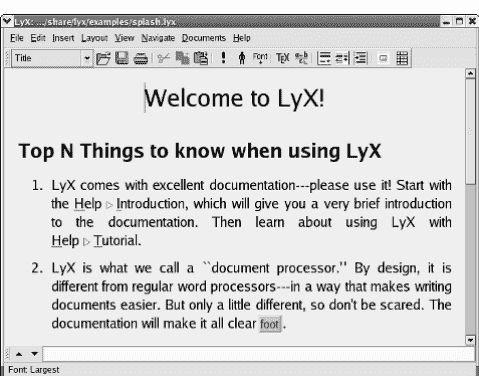 LyX: .../share/lyx/examples/splash.lyx
File Edit Insert Layout View Navigate Documents Help
Title Font TEX
Welcome to LyX!
Top N Things to know when using LyX
1. LyX comes with excellent documentation---please use it! Start with
the Help ▷ Introduction, which will give you a very brief introduction
to the documentation. Then learn about using LyX with
Help ▷ Tutorial.
2. LyX is what we call a ``document processor.'' By design, it is
different from regular word processors---in a way that makes writing
documents easier. But only a little different, so don't be scared. The
documentation will make it all clear foot.
Font: Largest